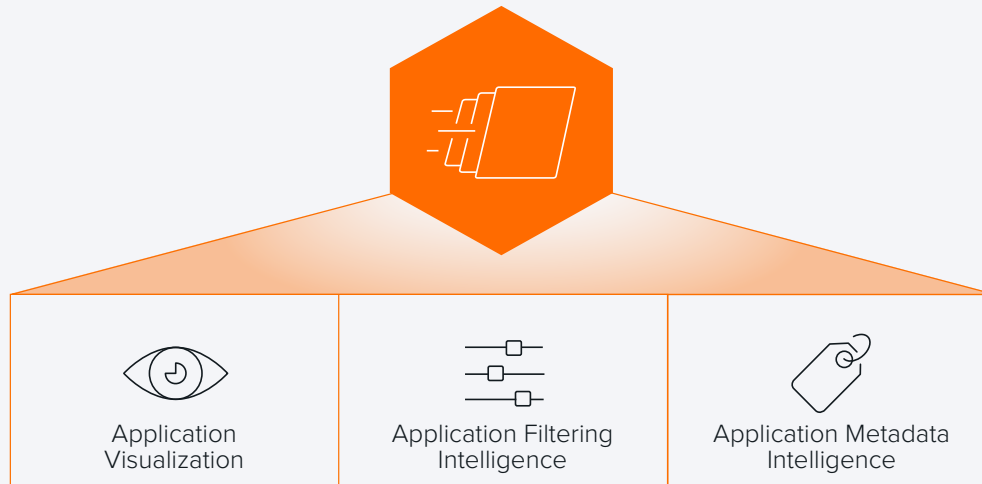 Application
Visualization
Application Filtering
Intelligence
Application Metadata
Intelligence